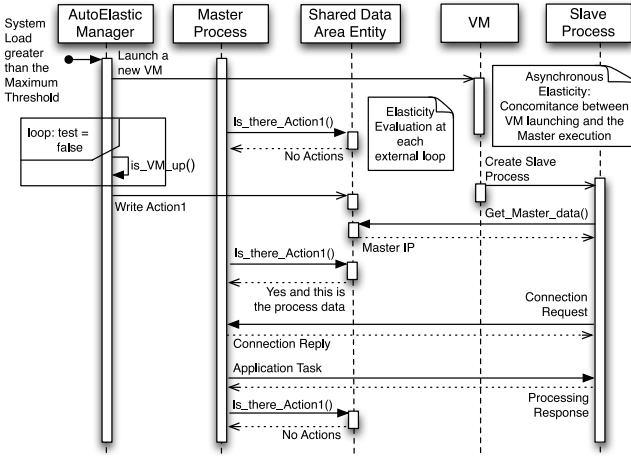 System
Load
greater
than the
Maximum
Threshold
AutoElastic
Manager
Master
Process
Shared Data
Area Entity
VM
Slave
Process
Launch a
new VM
Asynchronous
Elasticity:
Concomitance between
VM launching and the
Master execution
Elasticity
Evaluation at
each
external loop
Is_there_Action1()
No Actions
loop: test =
false
is_VM_up()
Create Slave
Process
Write Action1
Get_Master_data()
Master IP
Is_there_Action1()
Yes and this is
the process data
Connection
Request
Connection Reply
Application Task
Processing
Response
Is_there_Action1()
No Actions